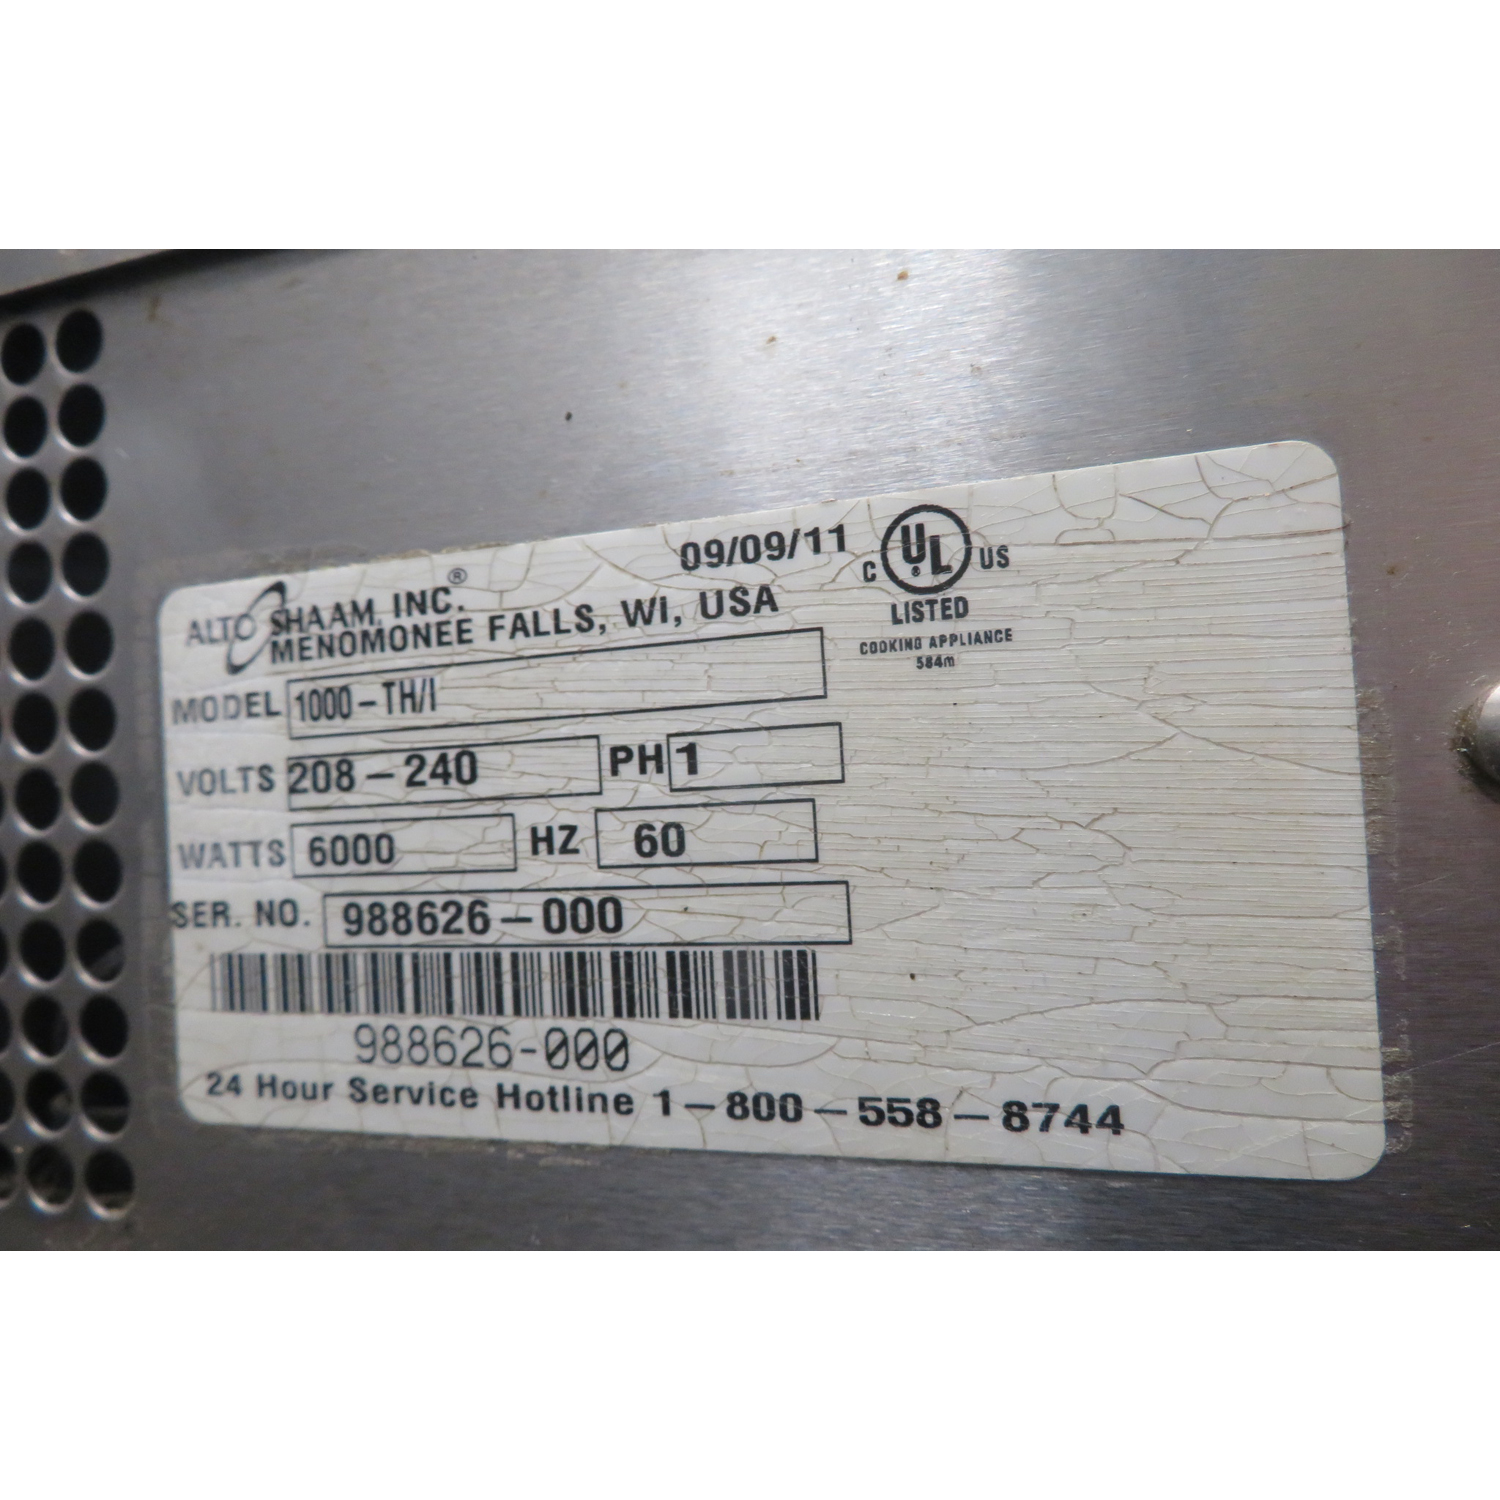 09/09/11
ALTO SHAAM, INC.®
MENOMONEE FALLS, WI, USA
C UL® US
LISTED
COOKING APPLIANCE
584m
MODEL 1000-TH/I
VOLTS 208-240 PH 1
WATTS 6000 HZ 60
SER. NO. 988626-000
988626-000
24 Hour Service Hotline 1-800-558-8744